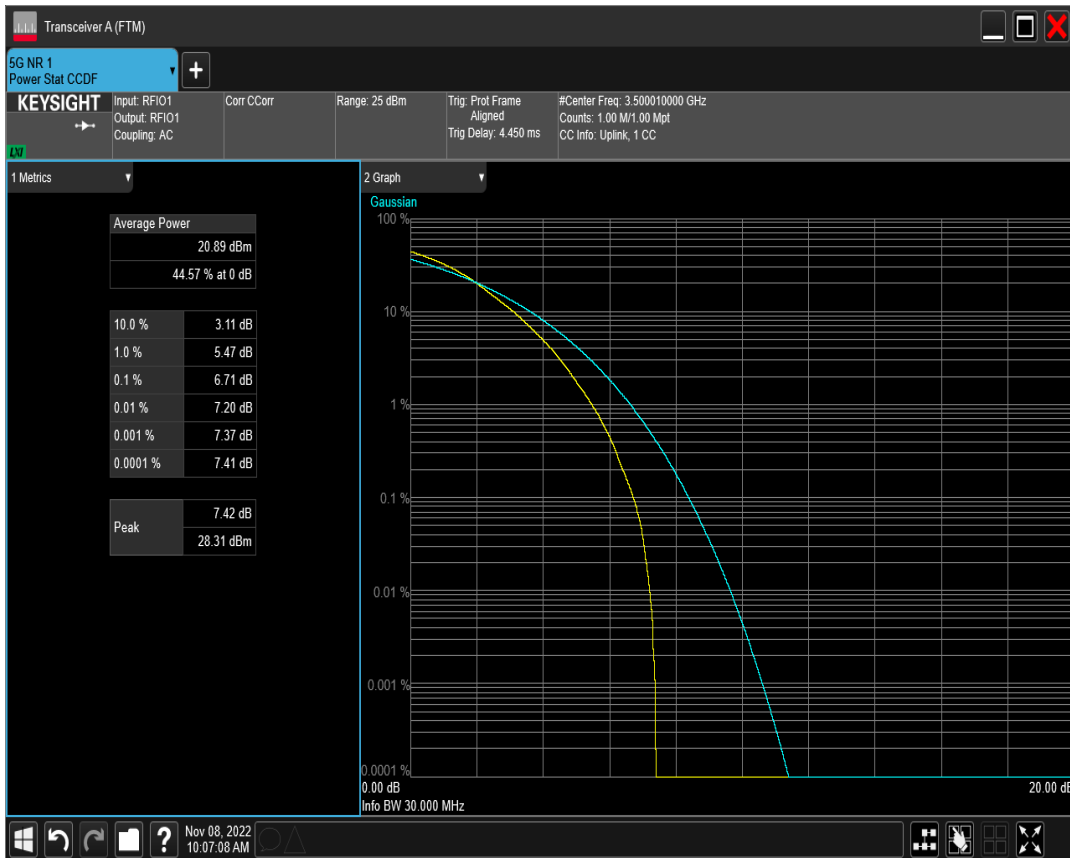 Transceiver A (FTM)
5G NR 1
Power Stat CCDF
+
KEYSIGHT
LXI
Input: RFIO1
Output: RFIO1
Coupling: AC
Corr CCorr
Range: 25 dBm
Trig: Prot Frame
Aligned
Trig Delay: 4.450 ms
#Center Freq: 3.500010000 GHz
Counts: 1.00 M/1.00 Mpt
CC Info: Uplink, 1 CC
1 Metrics
Average Power
20.89 dBm
44.57 % at 0 dB
10.0 % 3.11 dB
1.0 % 5.47 dB
0.1 % 6.71 dB
0.01 % 7.20 dB
0.001 % 7.37 dB
0.0001 % 7.41 dB
Peak 7.42 dB
28.31 dBm
2 Graph
Gaussian
100 %
10 %
1 %
0.1 %
0.01 %
0.001 %
0.0001 %
0.00 dB 20.00 dB
Info BW 30.000 MHz
? Nov 08, 2022
10:07:08 AM